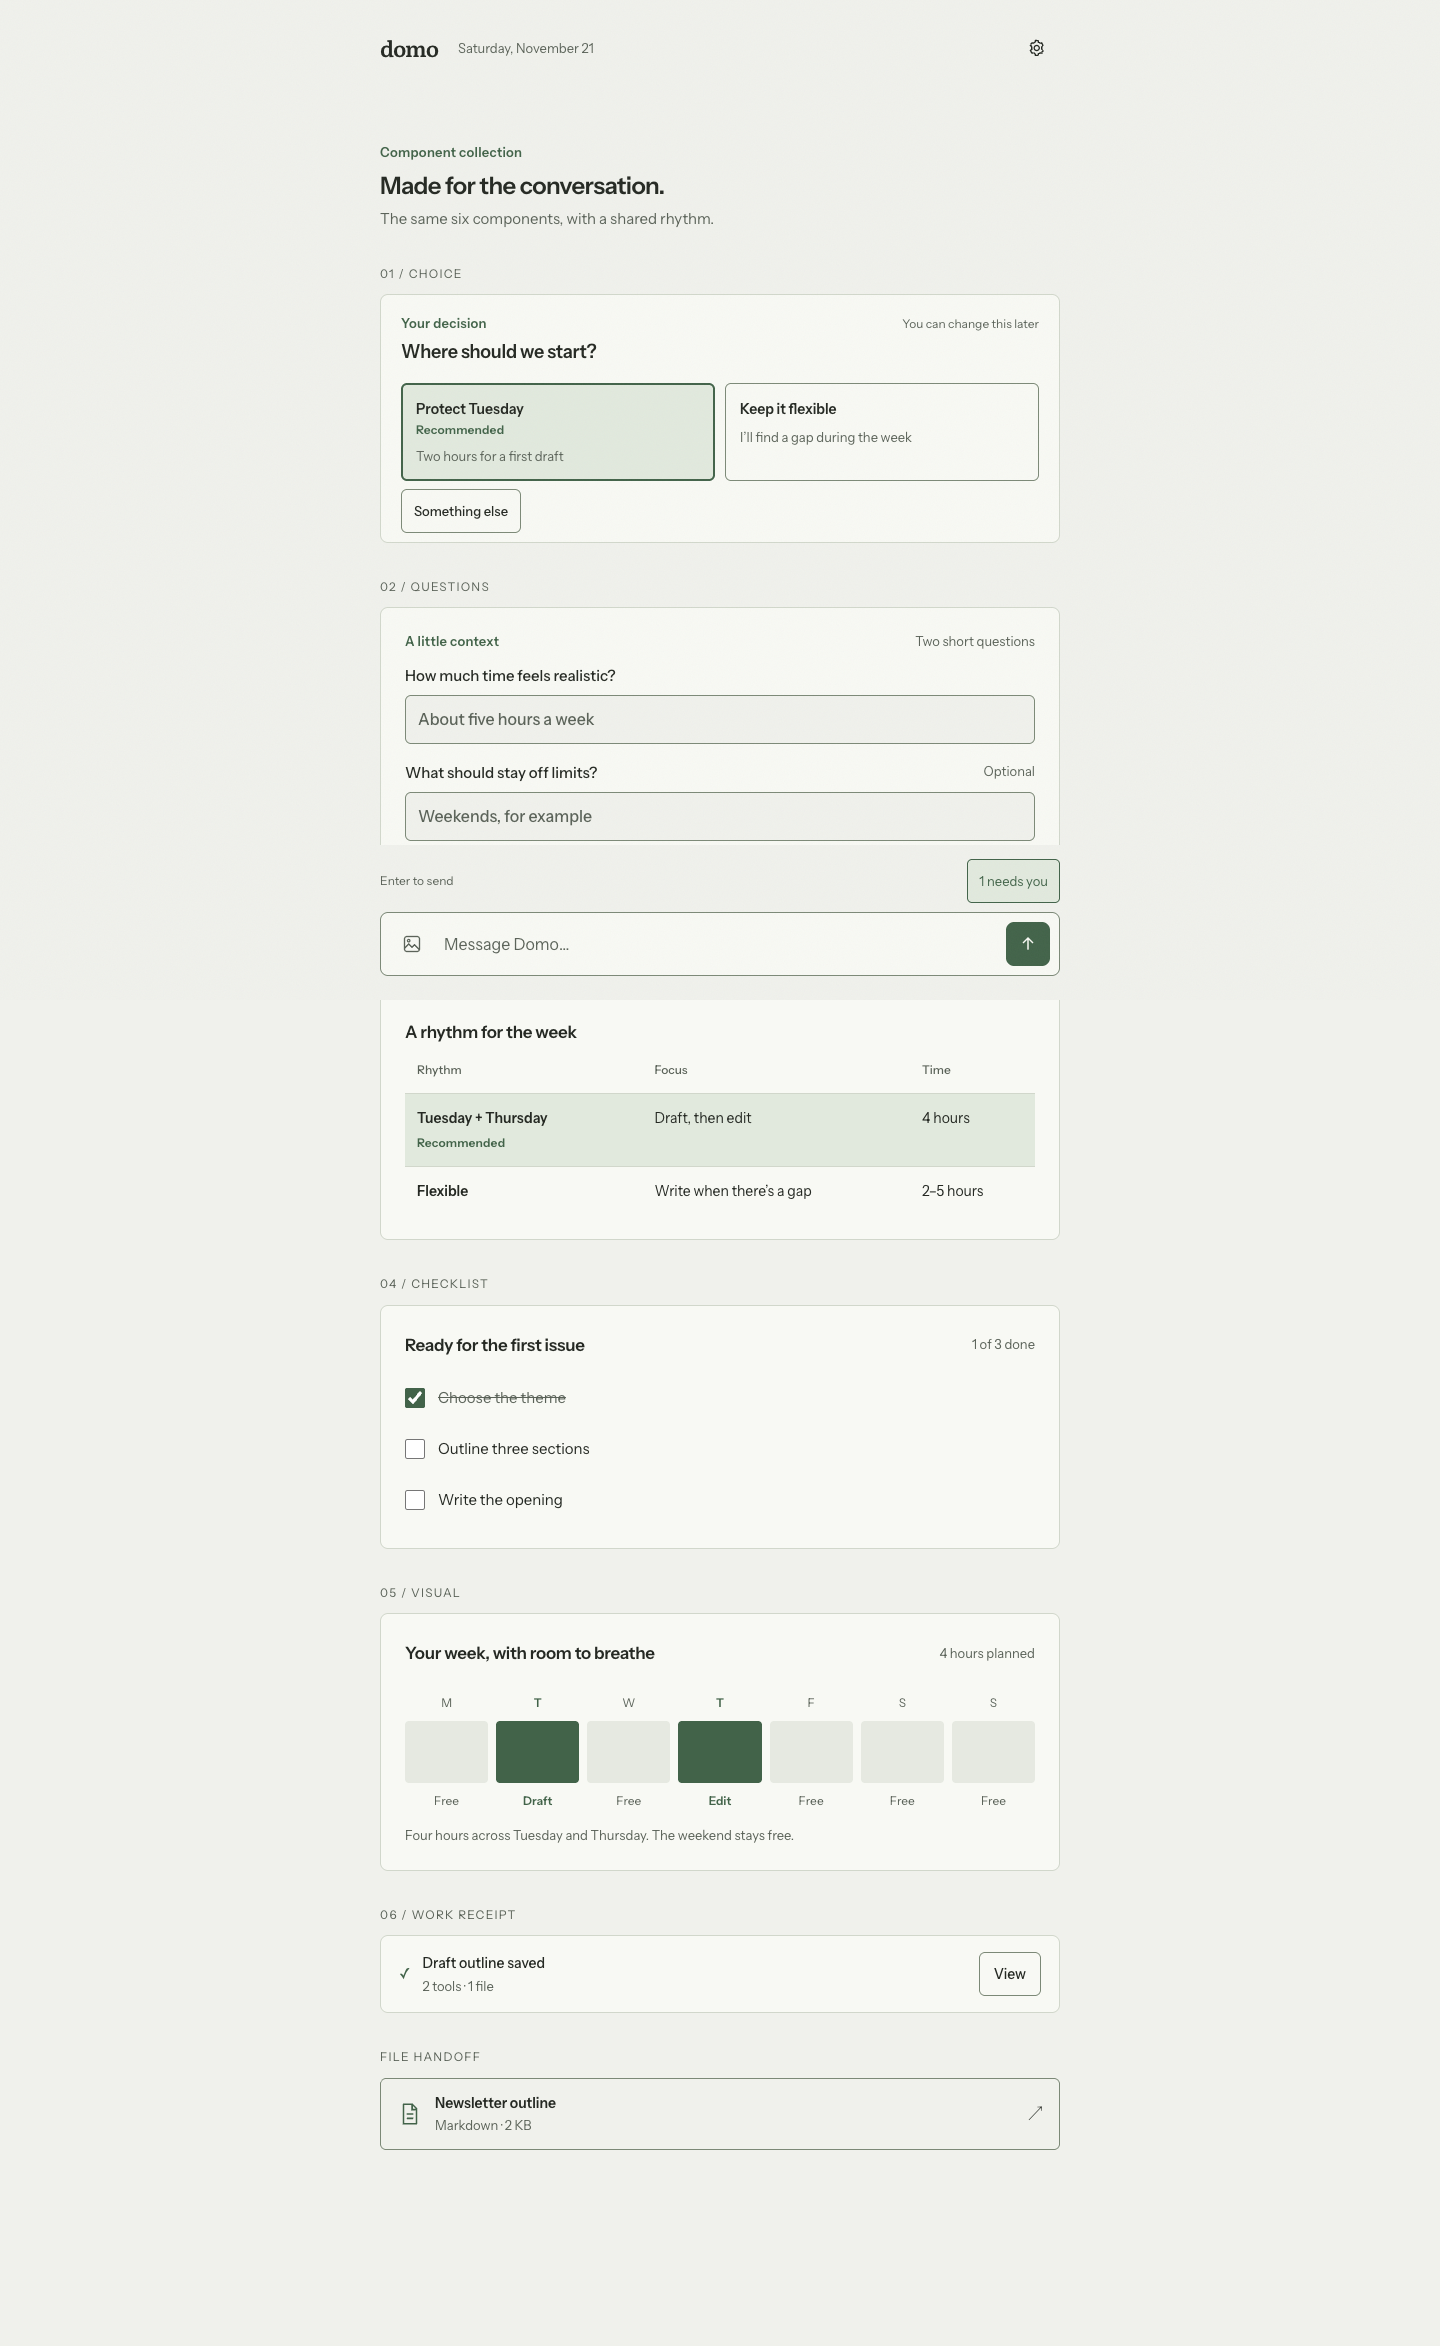 domo
Saturday, November 21
Component collection
Made for the conversation.
The same six components, with a shared rhythm.
01 / CHOICE
Your decision
You can change this later
Where should we start?
Protect Tuesday
Recommended
Two hours for a first draft
Keep it flexible
I'll find a gap during the week
Something else
02 / QUESTIONS
A little context
Two short questions
How much time feels realistic?
About five hours a week
What should stay off limits?
Optional
Weekends, for example
Enter to send
1 needs you
Message Domo...
A rhythm for the week
Rhythm
Focus
Time
Tuesday + Thursday
Recommended
Draft, then edit
4 hours
Flexible
Write when there’s a gap
2–5 hours
04 / CHECKLIST
Ready for the first issue
1 of 3 done
Choose the theme
Outline three sections
Write the opening
05 / VISUAL
Your week, with room to breathe
4 hours planned
M T W T F S S
Free Draft Free Edit Free Free Free
Four hours across Tuesday and Thursday. The weekend stays free.
06 / WORK RECEIPT
Draft outline saved
2 tools · 1 file
View
FILE HANDOFF
Newsletter outline
Markdown · 2 KB